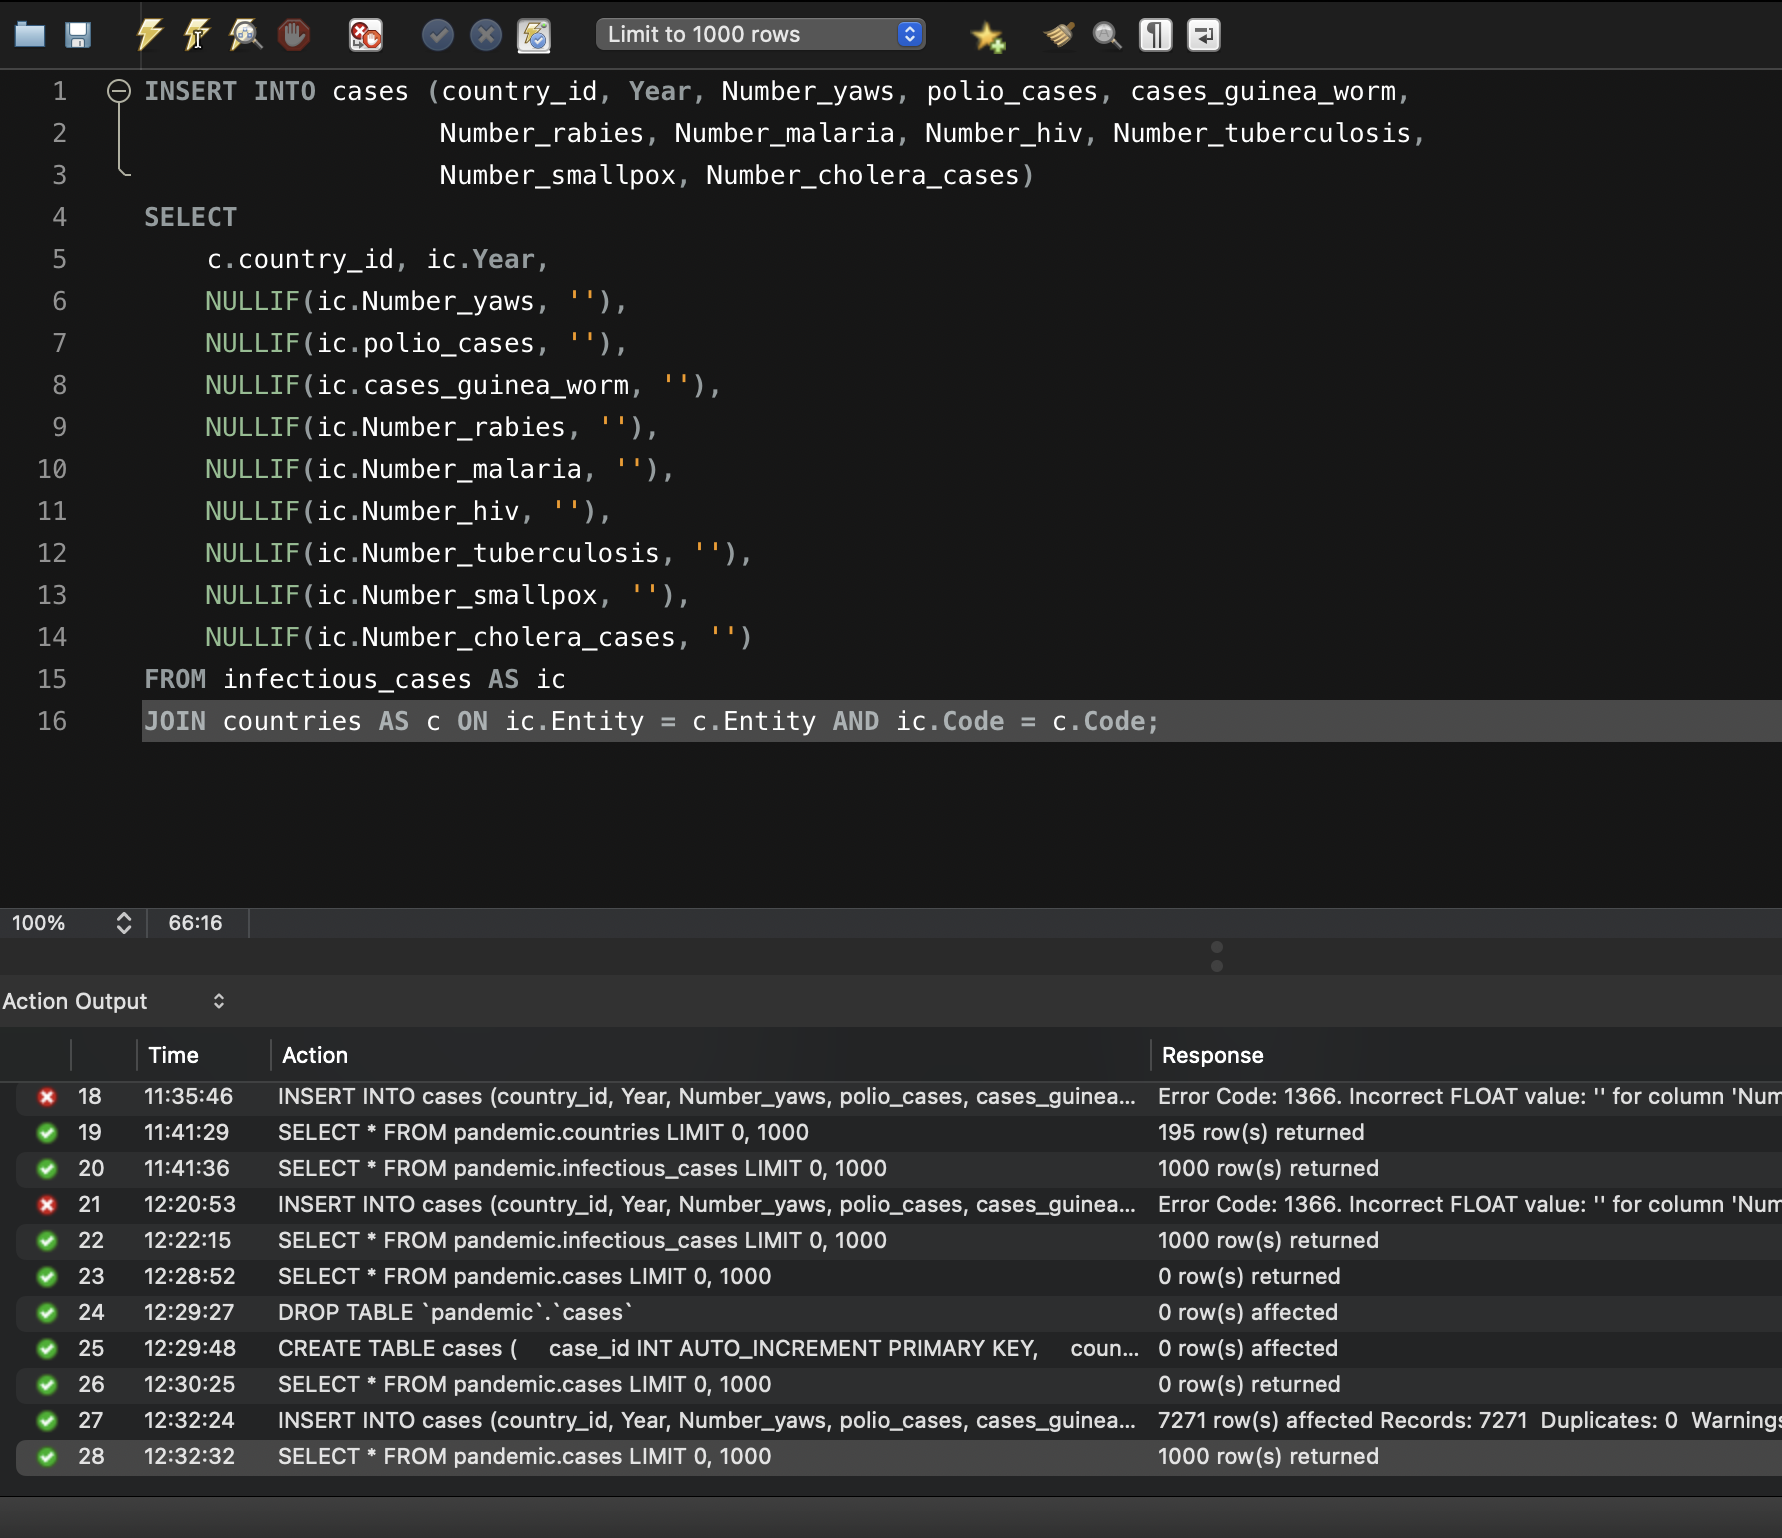 Limit to 1000 rows
1 INSERT INTO cases (country_id, Year, Number_yaws, polio_cases, cases_guinea_worm,
2 Number_rabies, Number_malaria, Number_hiv, Number_tuberculosis,
3 Number_smallpox, Number_cholera_cases)
4 SELECT
5 c.country_id, ic.Year,
6 NULLIF(ic.Number_yaws, ''),
7 NULLIF(ic.polio_cases, ''),
8 NULLIF(ic.cases_guinea_worm, ''),
9 NULLIF(ic.Number_rabies, ''),
10 NULLIF(ic.Number_malaria, ''),
11 NULLIF(ic.Number_hiv, ''),
12 NULLIF(ic.Number_tuberculosis, ''),
13 NULLIF(ic.Number_smallpox, ''),
14 NULLIF(ic.Number_cholera_cases, '')
15 FROM infectious_cases AS ic
16 JOIN countries AS c ON ic.Entity = c.Entity AND ic.Code = c.Code;
100% 66:16
Action Output
Time Action Response
18 11:35:46 INSERT INTO cases (country_id, Year, Number_yaws, polio_cases, cases_guinea... Error Code: 1366. Incorrect FLOAT value: '' for column 'Num
19 11:41:29 SELECT * FROM pandemic.countries LIMIT 0, 1000 195 row(s) returned
20 11:41:36 SELECT * FROM pandemic.infectious_cases LIMIT 0, 1000 1000 row(s) returned
21 12:20:53 INSERT INTO cases (country_id, Year, Number_yaws, polio_cases, cases_guinea... Error Code: 1366. Incorrect FLOAT value: '' for column 'Num
22 12:22:15 SELECT * FROM pandemic.infectious_cases LIMIT 0, 1000 1000 row(s) returned
23 12:28:52 SELECT * FROM pandemic.cases LIMIT 0, 1000 0 row(s) returned
24 12:29:27 DROP TABLE `pandemic`.`cases` 0 row(s) affected
25 12:29:48 CREATE TABLE cases ( case_id INT AUTO_INCREMENT PRIMARY KEY, coun... 0 row(s) affected
26 12:30:25 SELECT * FROM pandemic.cases LIMIT 0, 1000 0 row(s) returned
27 12:32:24 INSERT INTO cases (country_id, Year, Number_yaws, polio_cases, cases_guinea... 7271 row(s) affected Records: 7271 Duplicates: 0 Warnings
28 12:32:32 SELECT * FROM pandemic.cases LIMIT 0, 1000 1000 row(s) returned